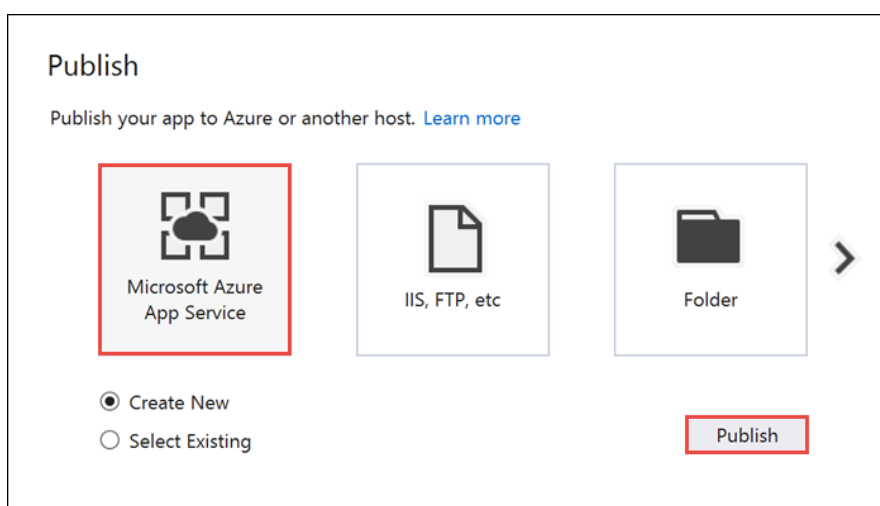 Publish
Publish your app to Azure or another host. Learn more
Microsoft Azure
App Service
IIS, FTP, etc
Folder
Create New
Select Existing
Publish